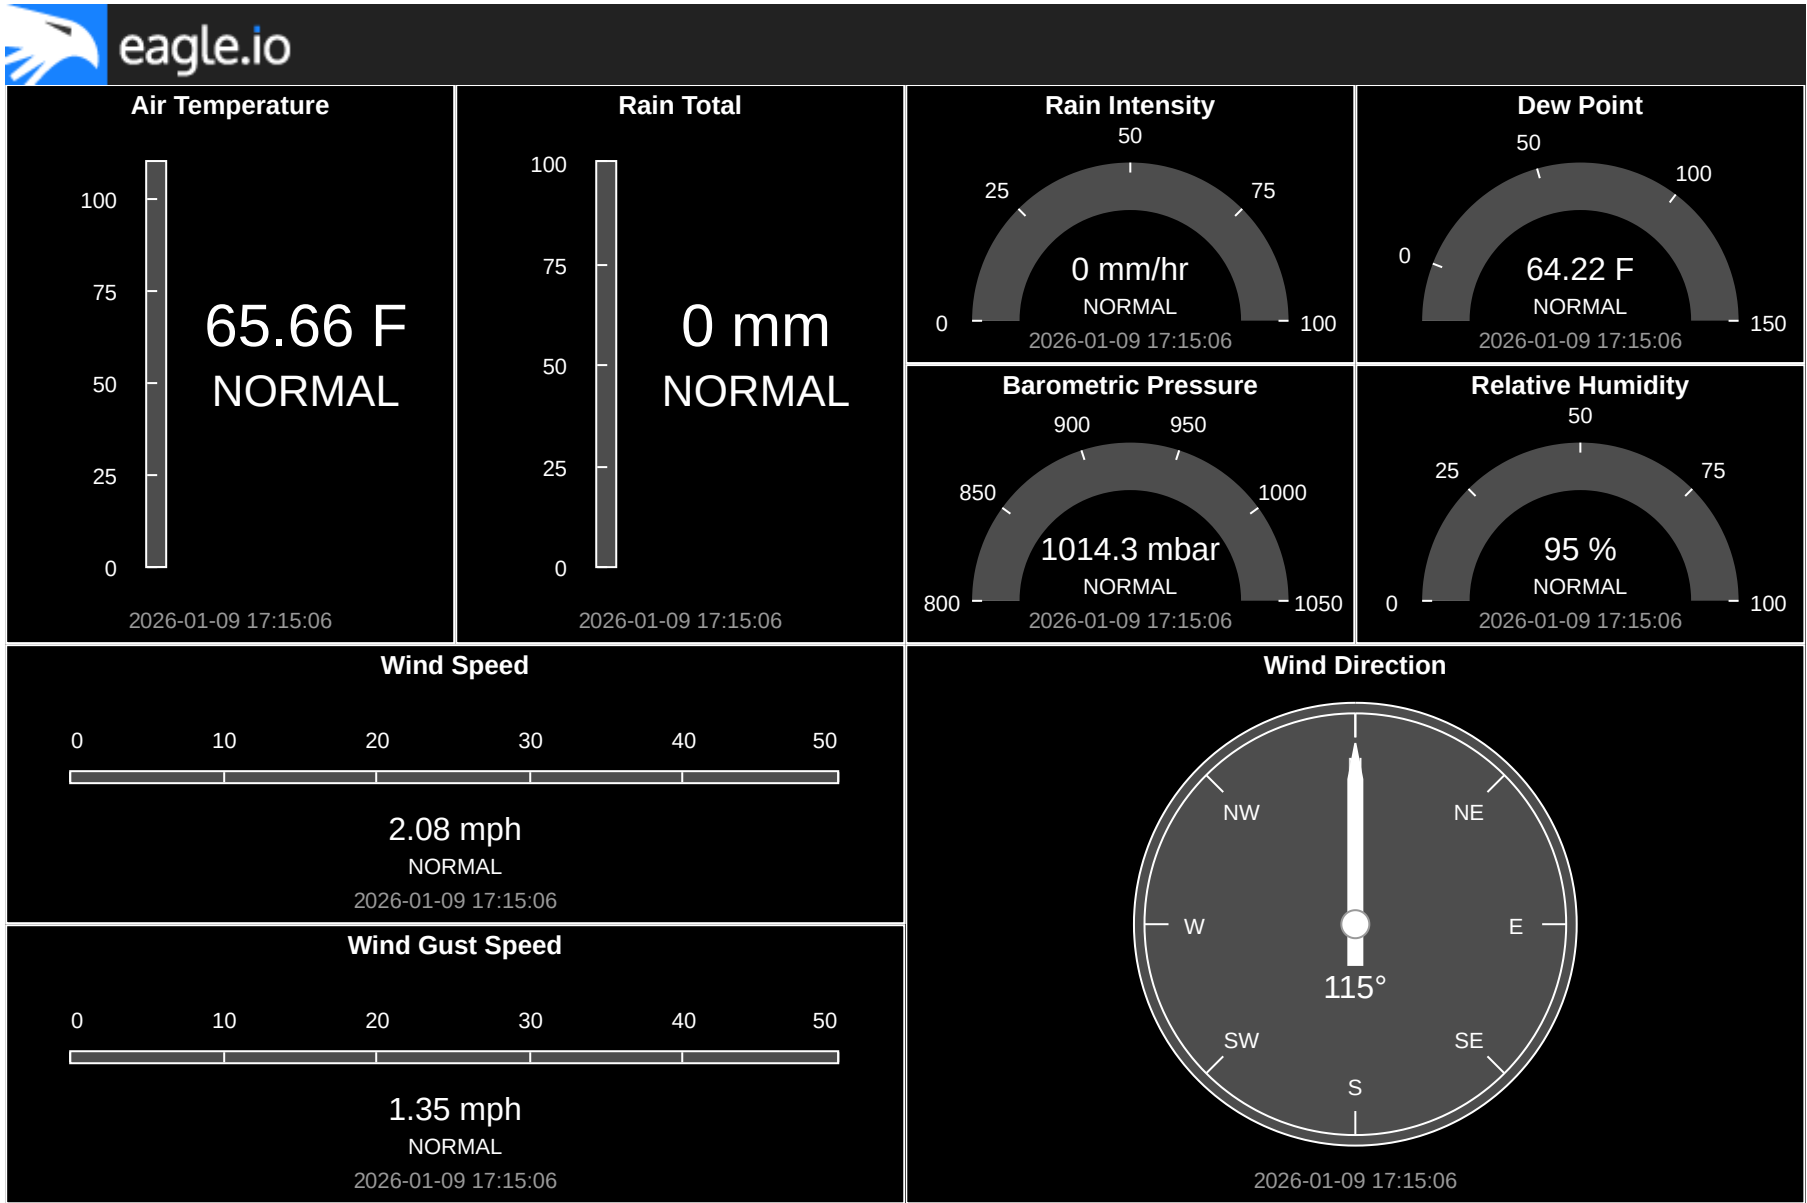 eagle.io
Air Temperature
100
75
50
25
0
65.66 F
NORMAL
2026-01-09 17:15:06
Rain Total
100
75
50
25
0
0 mm
NORMAL
2026-01-09 17:15:06
Rain Intensity
0
25
50
75
100
0 mm/hr
NORMAL
2026-01-09 17:15:06
Dew Point
0
50
100
150
64.22 F
NORMAL
2026-01-09 17:15:06
Barometric Pressure
800
850
900
950
1000
1050
1014.3 mbar
NORMAL
2026-01-09 17:15:06
Relative Humidity
0
25
50
75
100
95 %
NORMAL
2026-01-09 17:15:06
Wind Speed
0 10 20 30 40 50
2.08 mph
NORMAL
2026-01-09 17:15:06
Wind Gust Speed
0 10 20 30 40 50
1.35 mph
NORMAL
2026-01-09 17:15:06
Wind Direction
NW NE
W E
115°
SW SE
S
2026-01-09 17:15:06